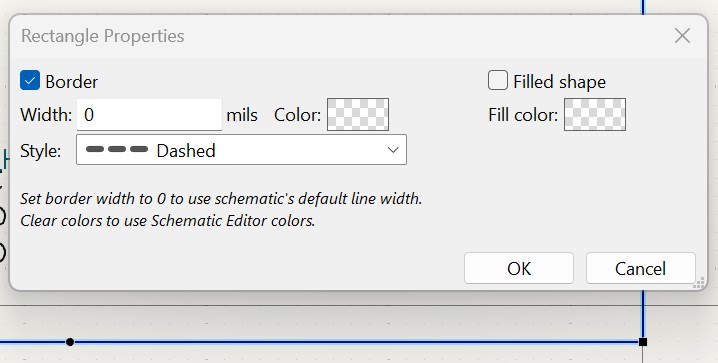 Rectangle Properties
Border
Filled shape
Width: 0 mils Color:
Fill color:
Style: Dashed
Set border width to 0 to use schematic's default line width.
Clear colors to use Schematic Editor colors.
OK Cancel